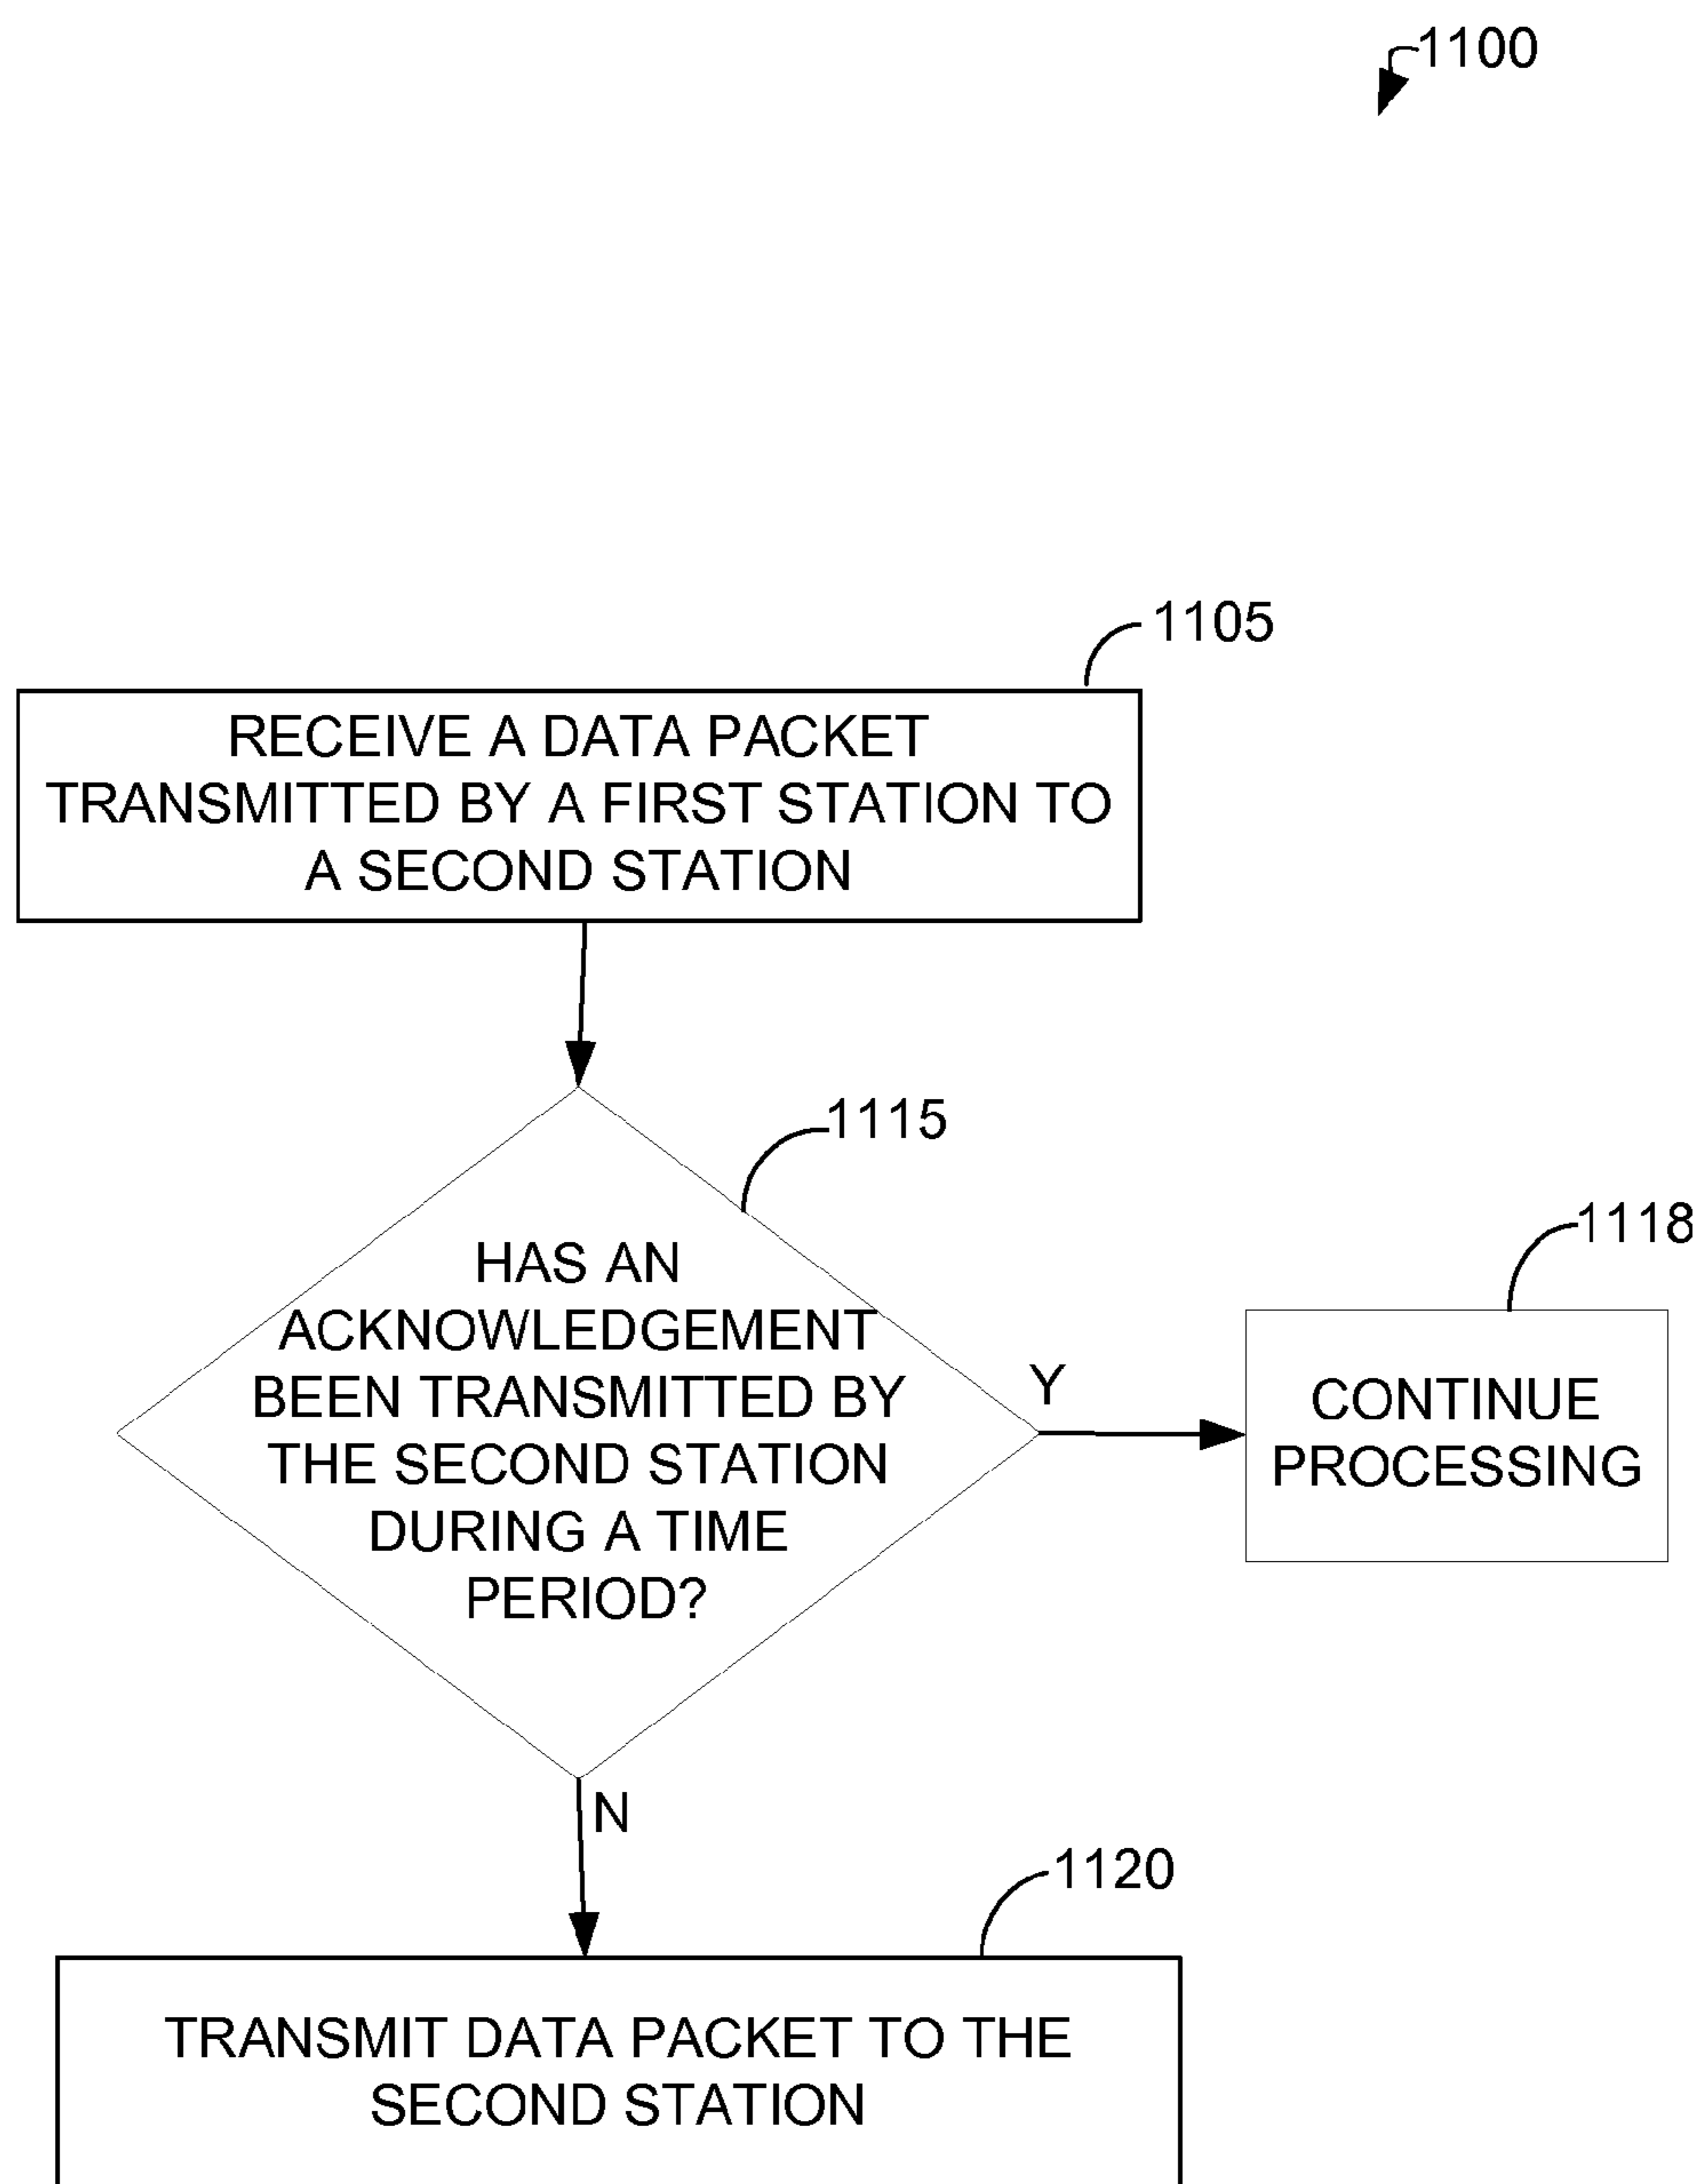 1100
1105
RECEIVE A DATA PACKET
TRANSMITTED BY A FIRST STATION TO
A SECOND STATION
1115
HAS AN
ACKNOWLEDGEMENT
BEEN TRANSMITTED BY
THE SECOND STATION
DURING A TIME
PERIOD?
Y
1118
CONTINUE
PROCESSING
N
1120
TRANSMIT DATA PACKET TO THE
SECOND STATION